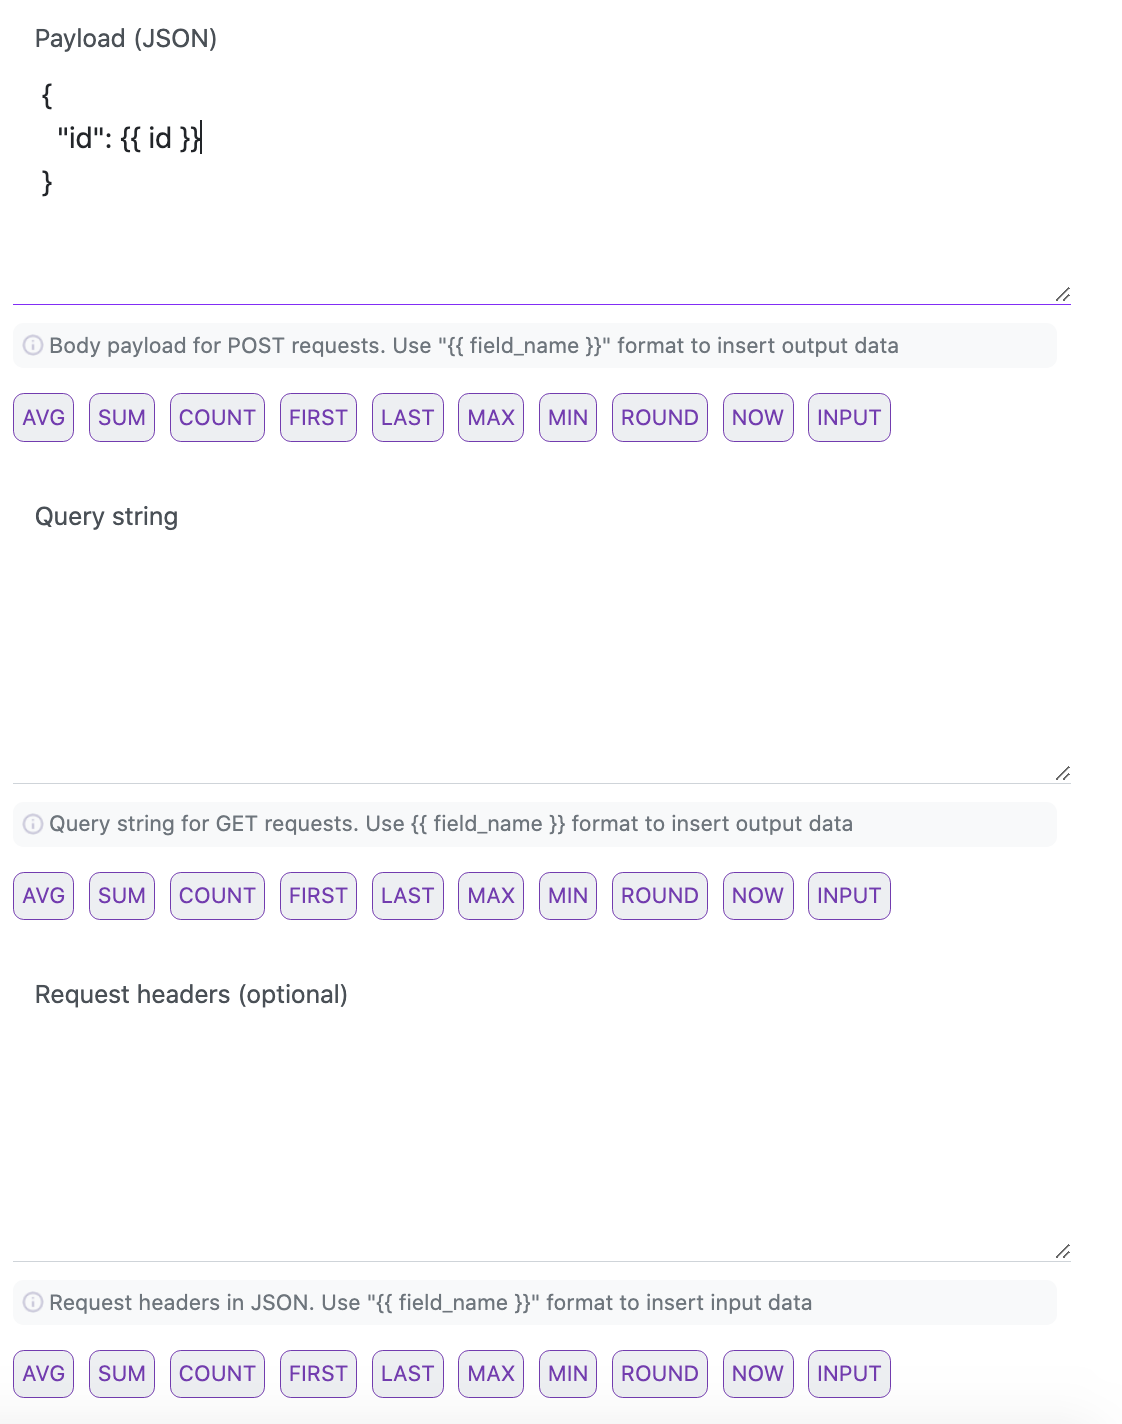 Payload (JSON)
{
"id": {{ id }}
}
Body payload for POST requests. Use "{{ field_name }}" format to insert output data
AVG SUM COUNT FIRST LAST MAX MIN ROUND NOW INPUT
Query string
Query string for GET requests. Use {{ field_name }} format to insert output data
AVG SUM COUNT FIRST LAST MAX MIN ROUND NOW INPUT
Request headers (optional)
Request headers in JSON. Use "{{ field_name }}" format to insert input data
AVG SUM COUNT FIRST LAST MAX MIN ROUND NOW INPUT